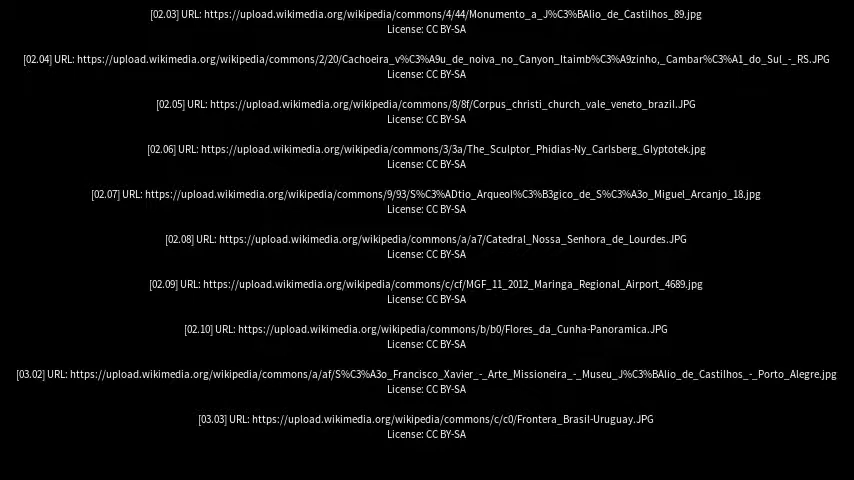 [02.03] URL: https://upload.wikimedia.org/wikipedia/commons/4/44/Monumento_a_J%C3%BAlio_de_Castilhos_89.jpg
License: CC BY-SA
[02.04] URL: https://upload.wikimedia.org/wikipedia/commons/2/20/Cachoeira_v%C3%A9u_de_noiva_no_Canyon_Itaimb%C3%A9zinho,_Cambar%C3%A1_do_Sul_-_RS.JPG
License: CC BY-SA
[02.05] URL: https://upload.wikimedia.org/wikipedia/commons/8/8f/Corpus_christi_church_vale_veneto_brazil.JPG
License: CC BY-SA
[02.06] URL: https://upload.wikimedia.org/wikipedia/commons/3/3a/The_Sculptor_Phidias-Ny_Carlsberg_Glyptotek.jpg
License: CC BY-SA
[02.07] URL: https://upload.wikimedia.org/wikipedia/commons/9/93/S%C3%ADtio_Arqueol%C3%B3gico_de_S%C3%A3o_Miguel_Arcanjo_18.jpg
License: CC BY-SA
[02.08] URL: https://upload.wikimedia.org/wikipedia/commons/a/a7/Catedral_Nossa_Senhora_de_Lourdes.JPG
License: CC BY-SA
[02.09] URL: https://upload.wikimedia.org/wikipedia/commons/c/cf/MGF_11_2012_Maringa_Regional_Airport_4689.jpg
License: CC BY-SA
[02.10] URL: https://upload.wikimedia.org/wikipedia/commons/b/b0/Flores_da_Cunha-Panoramica.JPG
License: CC BY-SA
[03.02] URL: https://upload.wikimedia.org/wikipedia/commons/a/af/S%C3%A3o_Francisco_Xavier_-_Arte_Missioneira_-_Museu_J%C3%BAlio_de_Castilhos_-_Porto_Alegre.jpg
License: CC BY-SA
[03.03] URL: https://upload.wikimedia.org/wikipedia/commons/c/c0/Frontera_Brasil-Uruguay.JPG
License: CC BY-SA